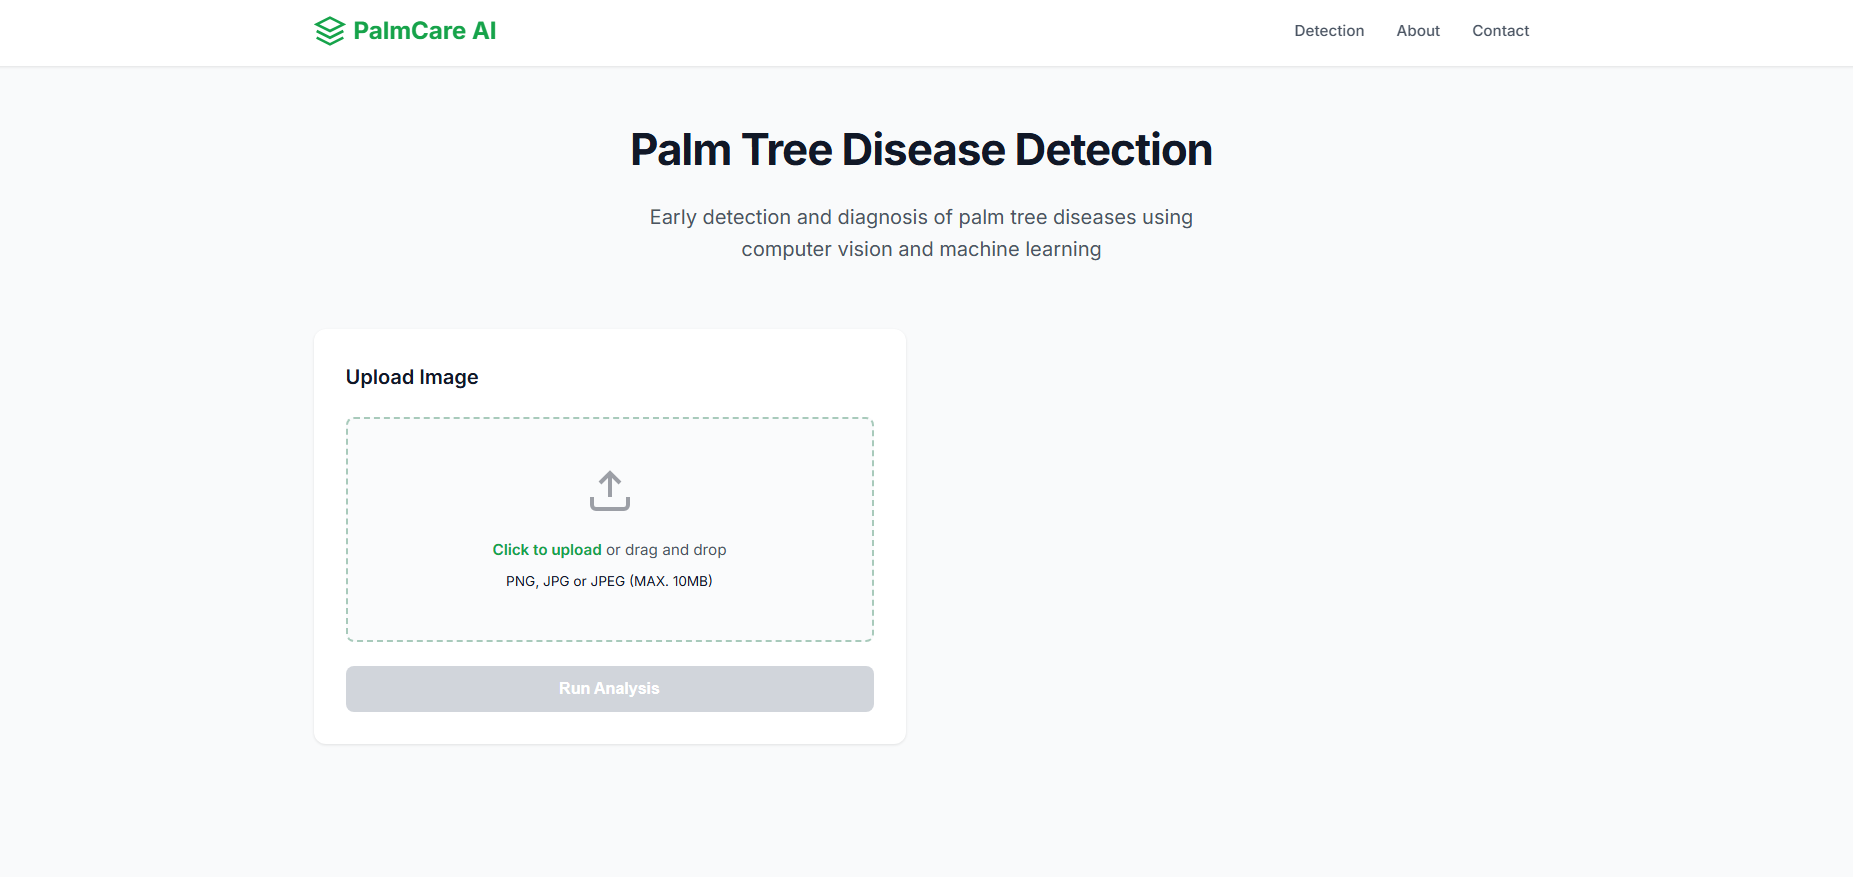 PalmCare AI
Detection
About
Contact
Palm Tree Disease Detection
Early detection and diagnosis of palm tree diseases using
computer vision and machine learning
Upload Image
Click to upload or drag and drop
PNG, JPG or JPEG (MAX. 10MB)
Run Analysis